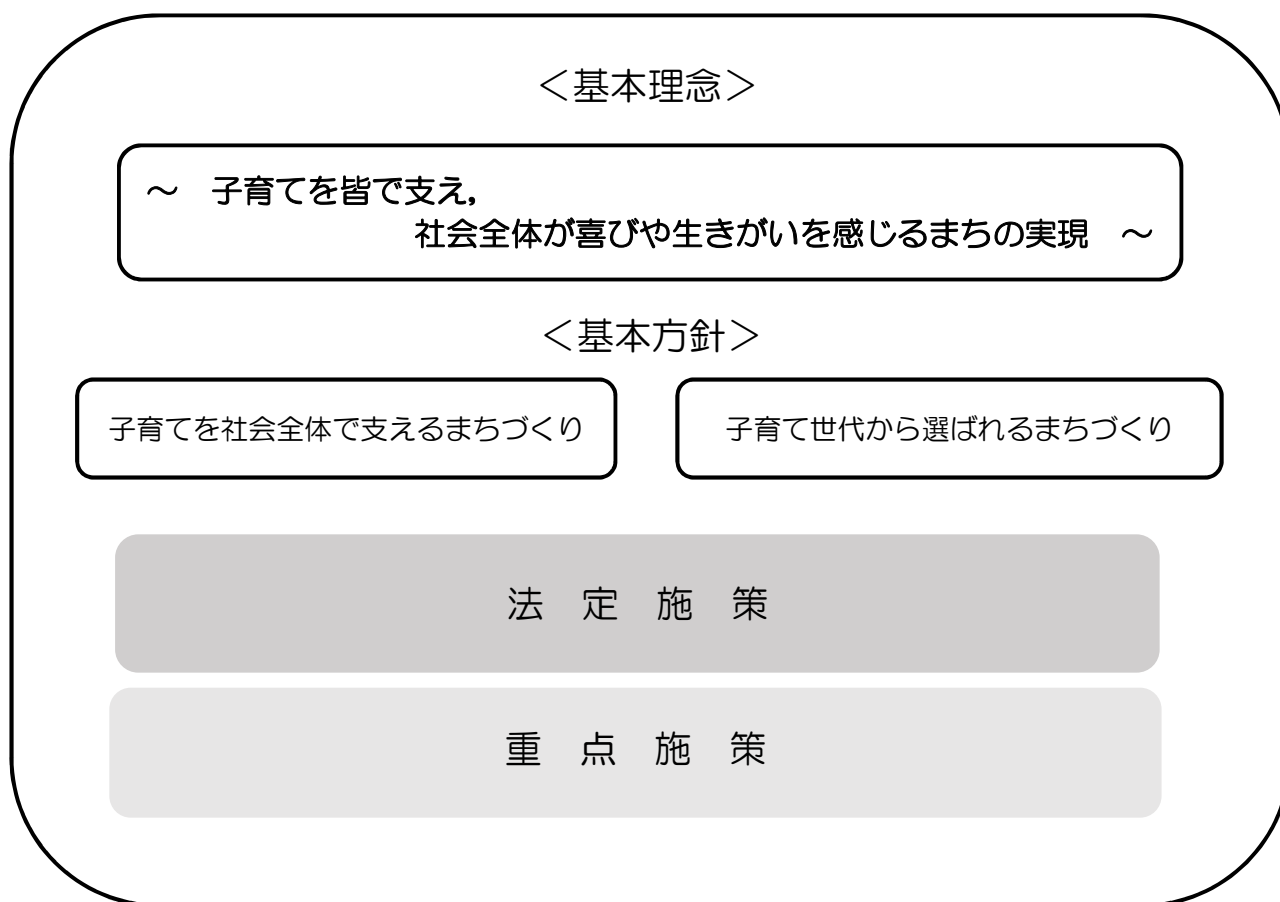 ＜基本理念＞
～　子育てを皆で支え,
社会全体が喜びや生きがいを感じるまちの実現　～
＜基本方針＞
子育てを社会全体で支えるまちづくり
子育て世代から選ばれるまちづくり
法　定　施　策
重　点　施　策